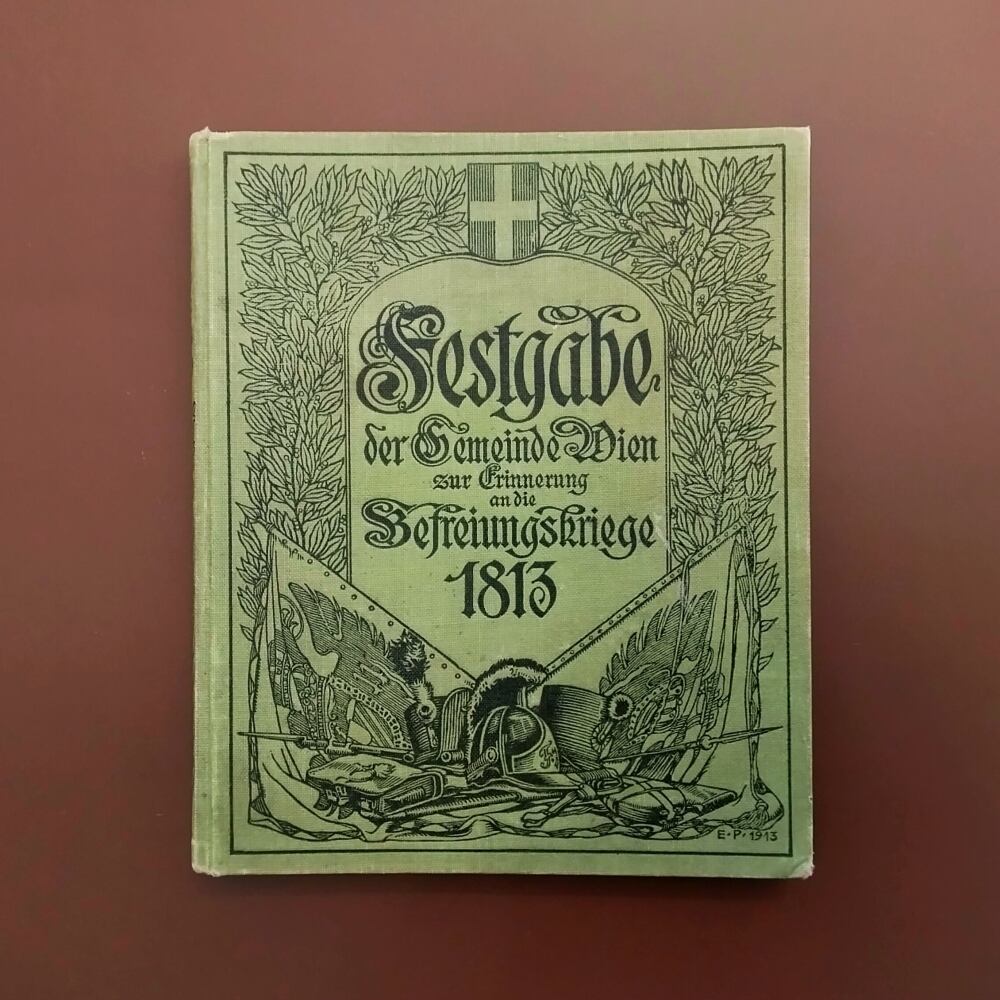 Festgabe
der Gemeinde Wien
zur Erinnerung
an die
Befreiungskriege
1813
E·P·1913